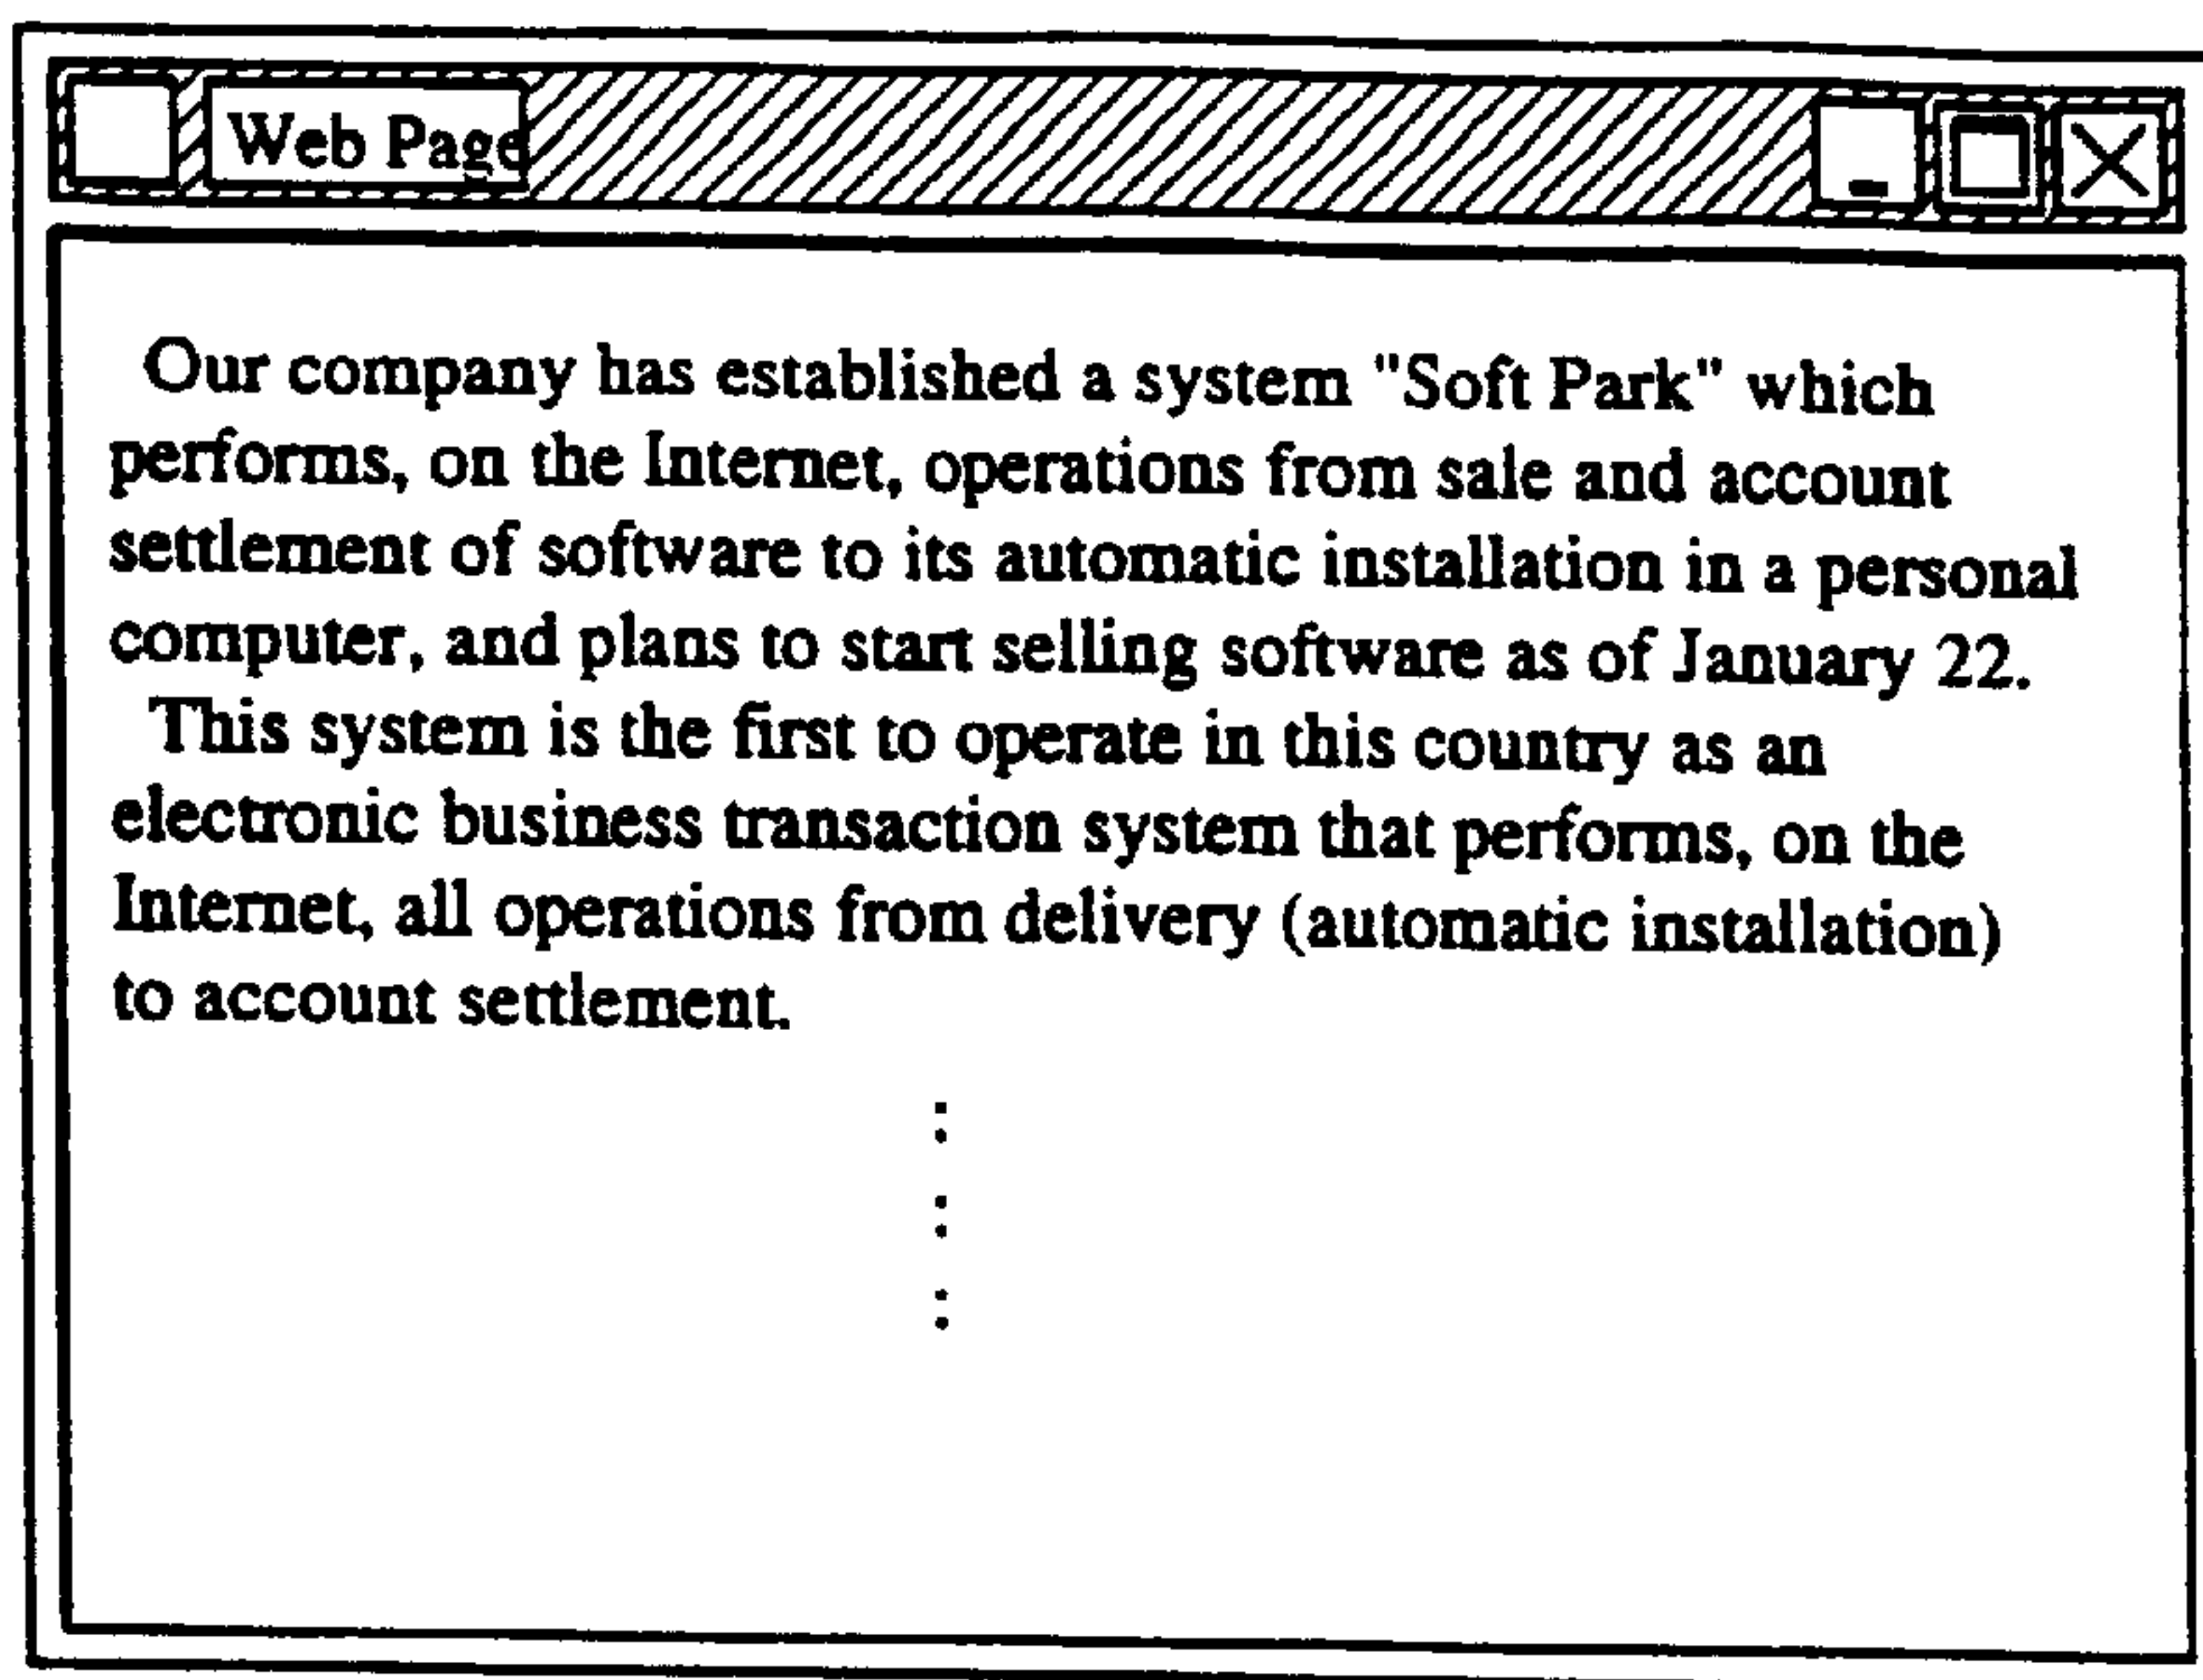 Web Page
Our company has established a system "Soft Park" which
performs, on the Internet, operations from sale and account
settlement of software to its automatic installation in a personal
computer, and plans to start selling software as of January 22.
This system is the first to operate in this country as an
electronic business transaction system that performs, on the
Internet, all operations from delivery (automatic installation)
to account settlement.